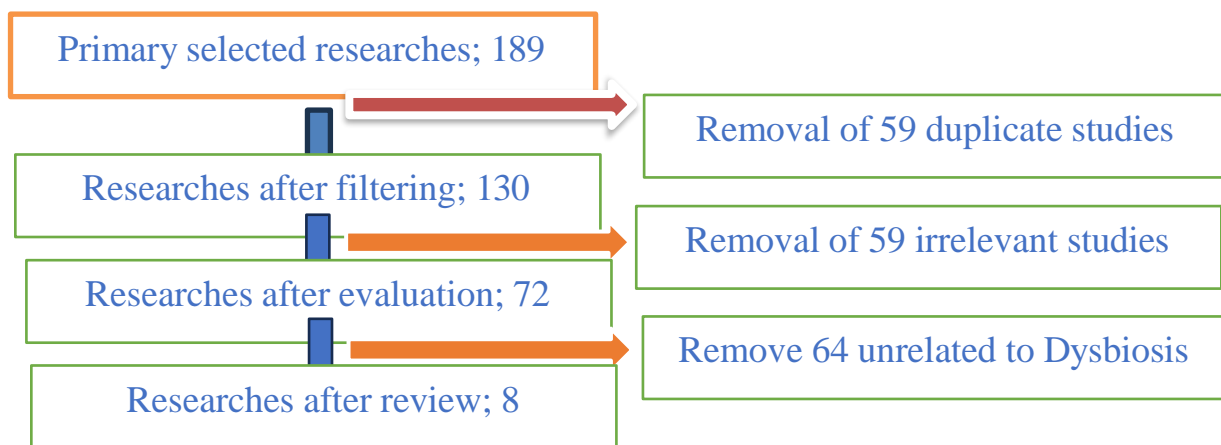 Primary selected researches; 189
Removal of 59 duplicate studies
Researches after filtering; 130
Removal of 59 irrelevant studies
Researches after evaluation; 72
Remove 64 unrelated to Dysbiosis
Researches after review; 8